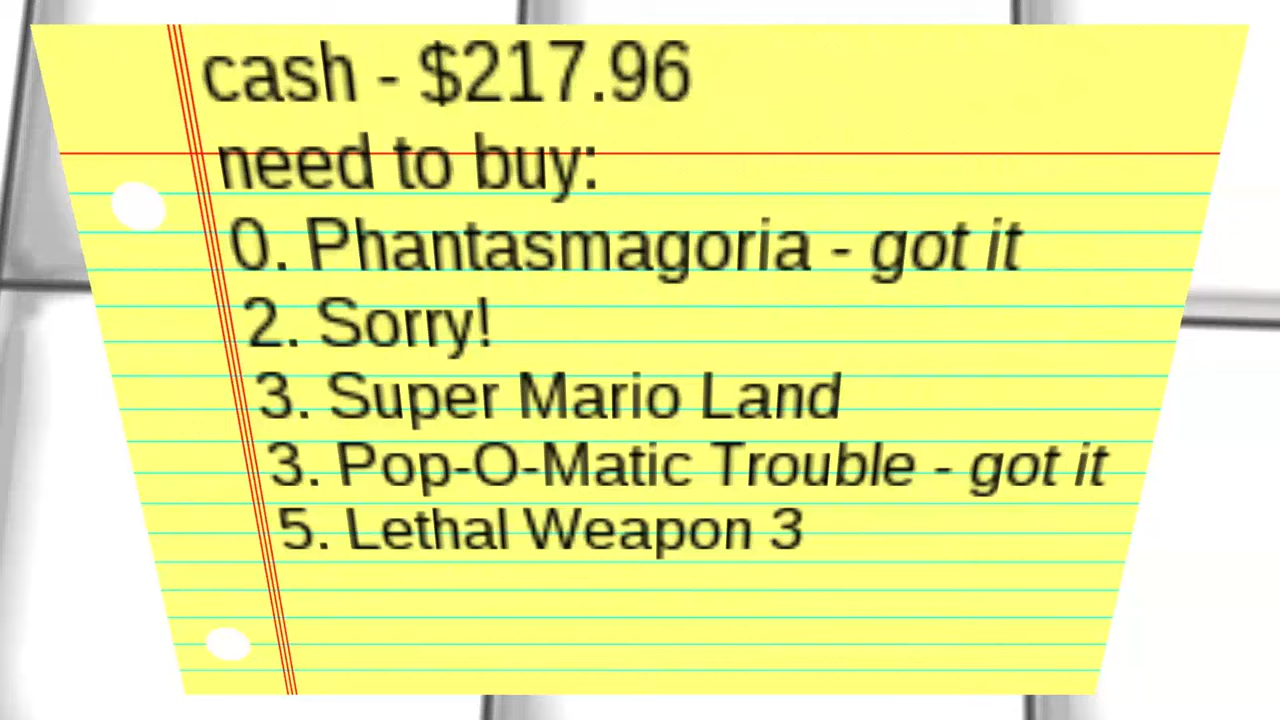 cash - $217.96
need to buy:
0. Phantasmagoria - got it
2. Sorry!
3. Super Mario Land
3. Pop-O-Matic Trouble - got it
5. Lethal Weapon 3